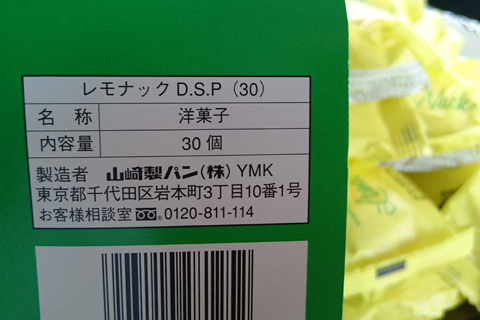 レモナック D.S.P（30）
名 称 洋菓子
内容量 30 個
製造者 山崎製パン(株) YMK
東京都千代田区岩本町3丁目10番1号
お客様相談室 0120-811-114